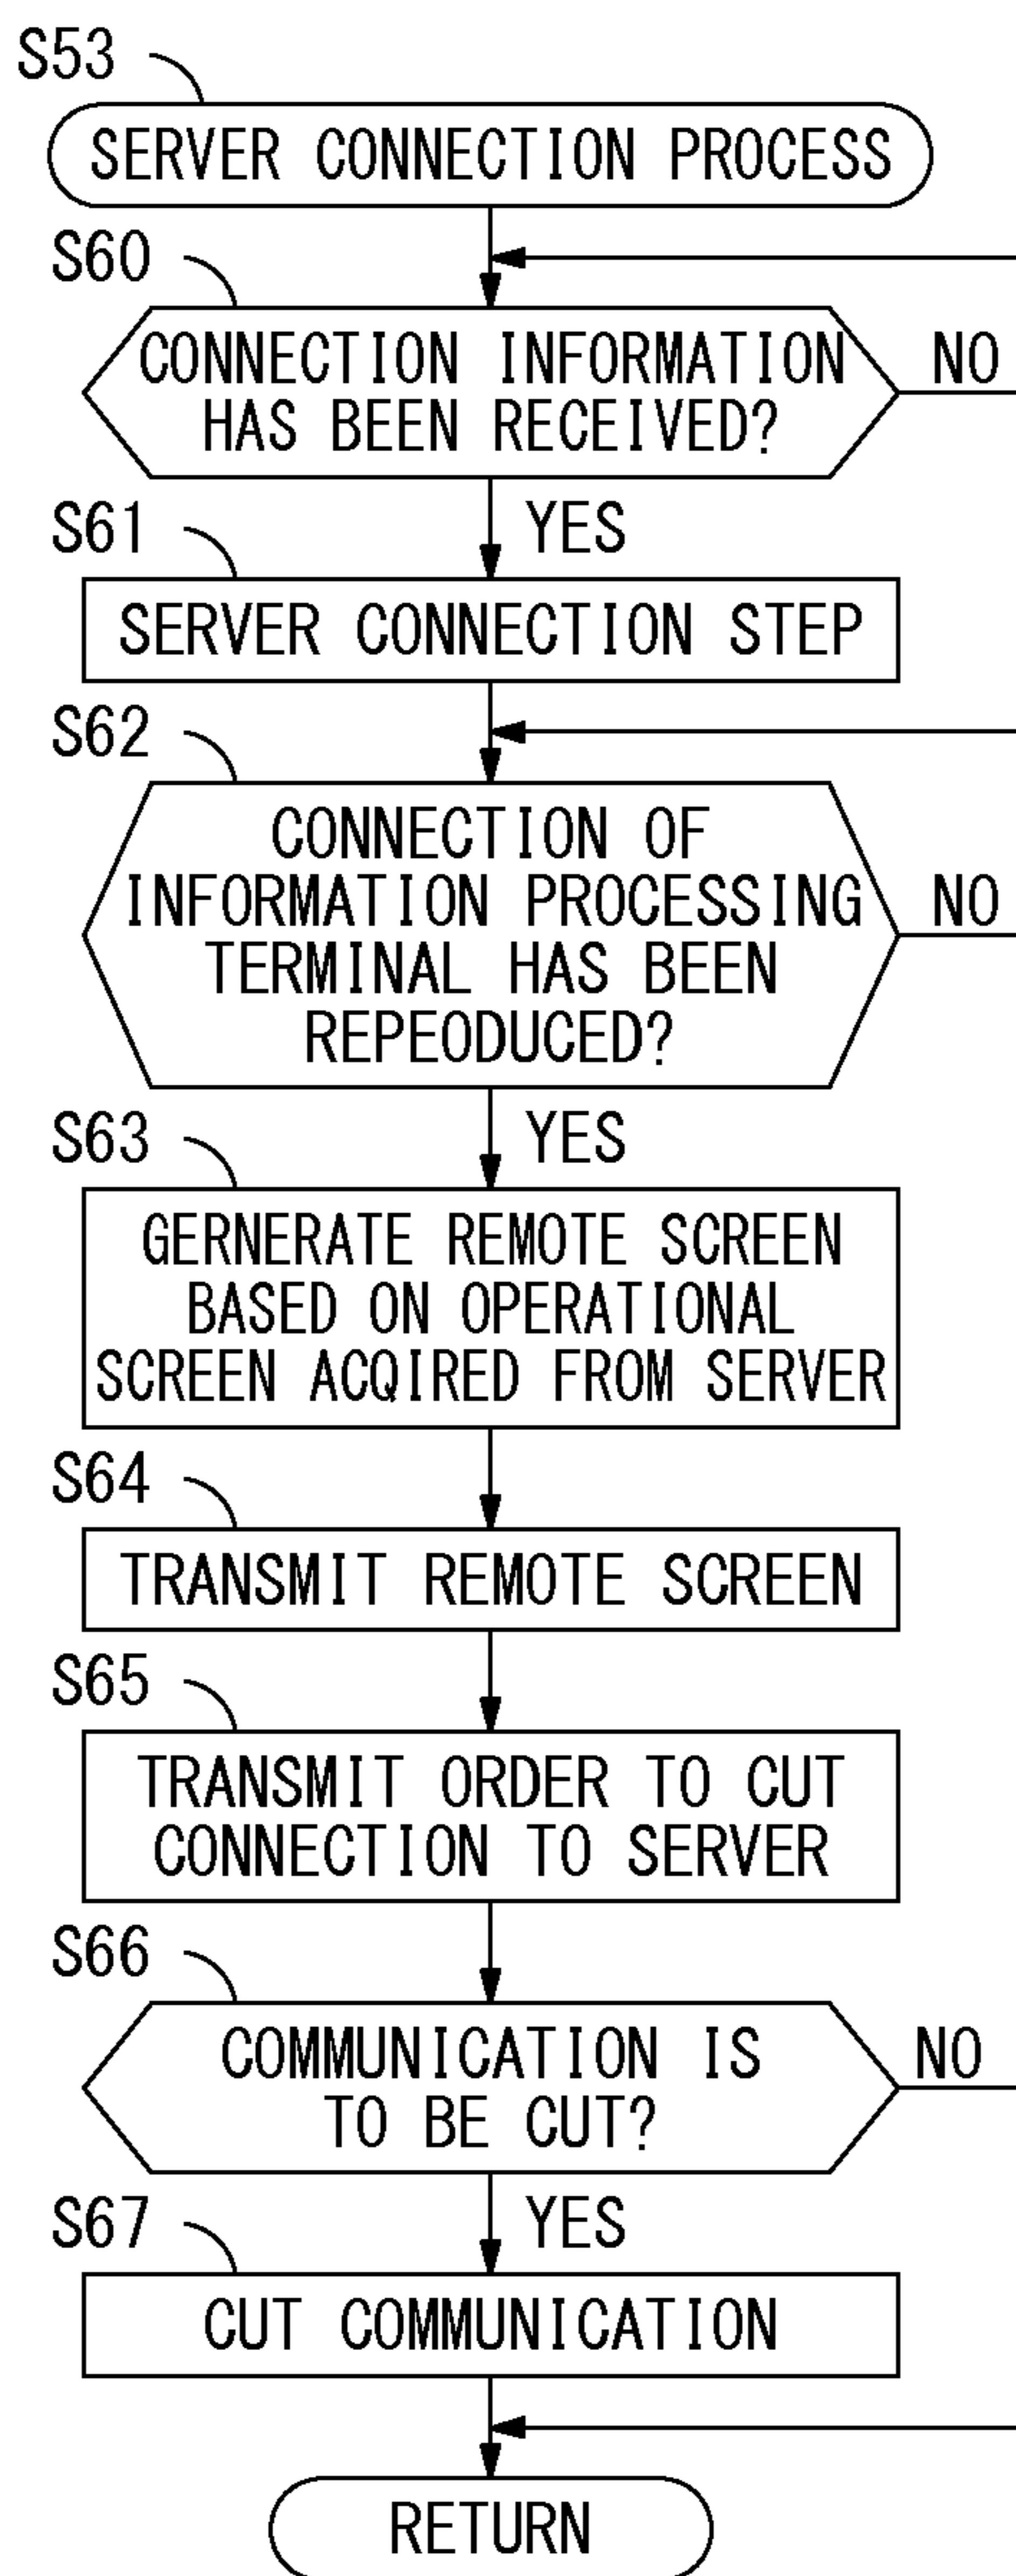 S53
SERVER CONNECTION PROCESS
S60
CONNECTION INFORMATION
HAS BEEN RECEIVED?
NO
YES
S61
SERVER CONNECTION STEP
S62
CONNECTION OF
INFORMATION PROCESSING
TERMINAL HAS BEEN
REPEODUCED?
NO
YES
S63
GERNERATE REMOTE SCREEN
BASED ON OPERATIONAL
SCREEN ACQIRED FROM SERVER
S64
TRANSMIT REMOTE SCREEN
S65
TRANSMIT ORDER TO CUT
CONNECTION TO SERVER
S66
COMMUNICATION IS
TO BE CUT?
NO
YES
S67
CUT COMMUNICATION
RETURN